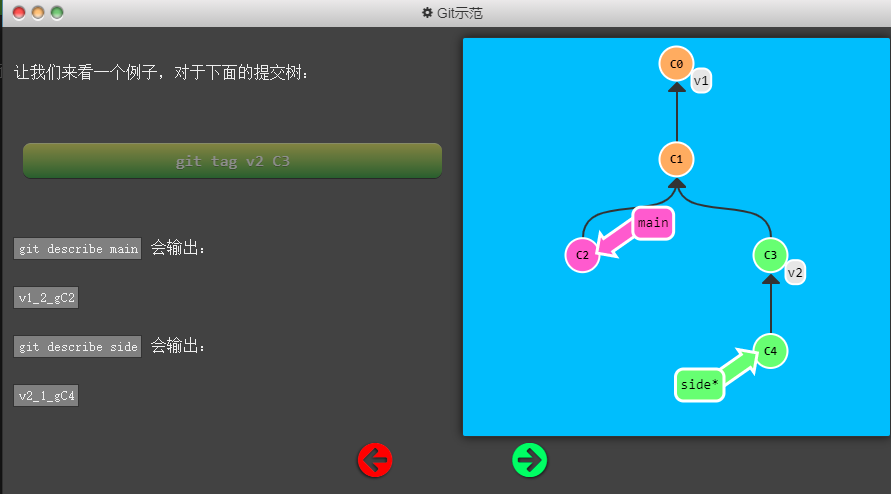 Git示范
让我们来看一个例子，对于下面的提交树：
git tag v2 C3
git describe main 会输出：
v1_2_gC2
git describe side 会输出：
v2_1_gC4
C0
v1
C1
main
C2
C3
v2
C4
side*